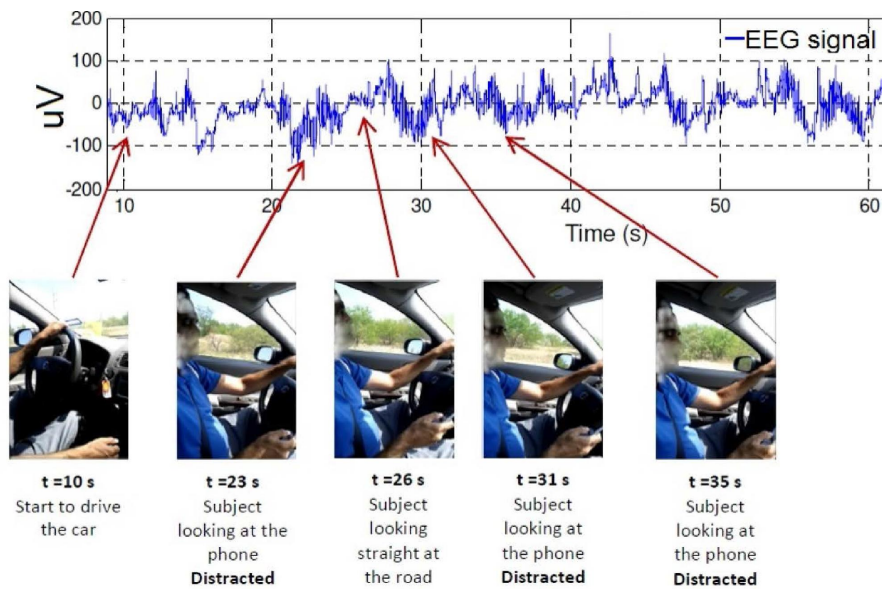 200
EEG signal
100
0
-100
-200
uV
10 20 30 40 50 60
Time (s)
t =10 s
Start to drive
the car
t =23 s
Subject
looking at the
phone
Distracted
t =26 s
Subject
looking
straight at
the road
t =31 s
Subject
looking at
the phone
Distracted
t =35 s
Subject
looking at
the phone
Distracted